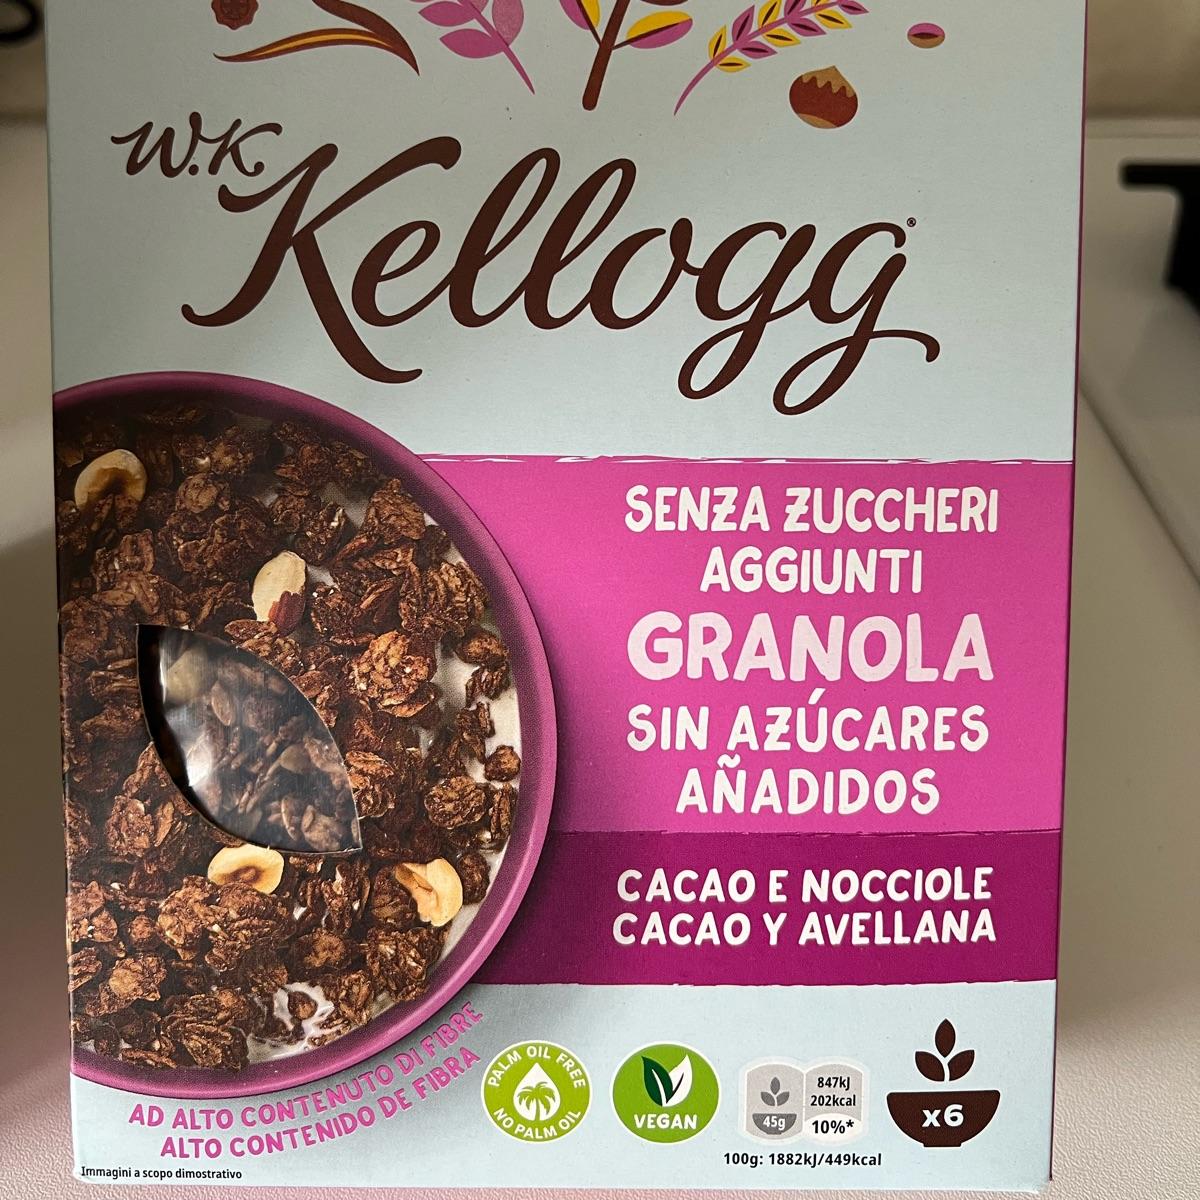 W.K
Kellogg®
SENZA ZUCCHERI
AGGIUNTI
GRANOLA
SIN AZÚCARES
AÑADIDOS
CACAO E NOCCIOLE
CACAO Y AVELLANA
AD ALTO CONTENUTO DI FIBRE
ALTO CONTENIDO DE FIBRA
Immagini a scopo dimostrativo
PALM OIL FREE
NO PALM OIL
VEGAN
45g
847kJ
202kcal
10%*
100g: 1882kJ/449kcal
x6